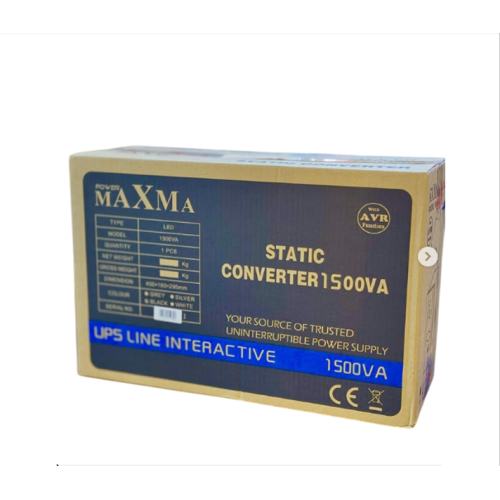 POWER
MAXMA
With
AVR
Function
TYPE LED
MODEL 1500VA
QUANTITY 1 PCS
NET WEIGHT Kg
GROSS WEIGHT Kg
DIMENSION
COLOUR GREY SILVER
BLACK WHITE
SERIAL NO
STATIC
CONVERTER1500VA
YOUR SOURCE OF TRUSTED
UNINTERRUPTIBLE POWER SUPPLY
UPS LINE INTERACTIVE 1500VA
CE